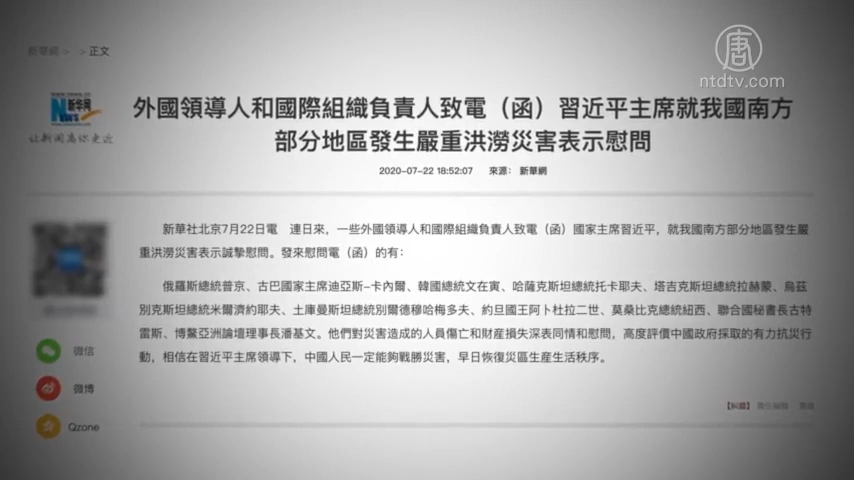 新華網 > > 正文
唐
ntdtv.com
www.news.cn
新华网
NEWS
让新闻离你更近
外國領導人和國際組織負責人致電（函）習近平主席就我國南方
部分地區發生嚴重洪澇災害表示慰問
2020-07-22 18:52:07 來源： 新華網
新華社北京7月22日電 連日來，一些外國領導人和國際組織負責人致電（函）國家主席習近平，就我國南方部分地區發生嚴
重洪澇災害表示誠摯慰問。發來慰問電（函）的有：
俄羅斯總統普京、古巴國家主席迪亞斯-卡內爾、韓國總統文在寅、哈薩克斯坦總統托卡耶夫、塔吉克斯坦總統拉赫蒙、烏茲
別克斯坦總統米爾濟約耶夫、土庫曼斯坦總統別爾德穆哈梅多夫、約旦國王阿卜杜拉二世、莫桑比克總統紐西、聯合國秘書長古特
雷斯、博鰲亞洲論壇理事長潘基文。他們對災害造成的人員傷亡和財産損失深表同情和慰問，高度評價中國政府採取的有力抗災行
動，相信在習近平主席領導下，中國人民一定能夠戰勝災害，早日恢復災區生産生活秩序。
微信
微博
Qzone
【糾錯】